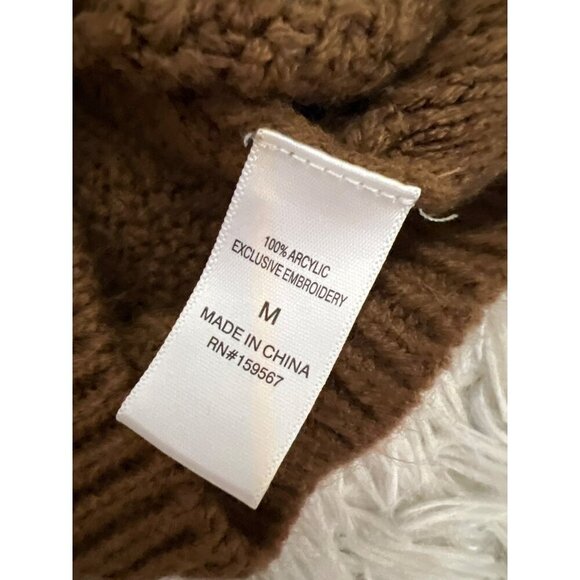 100% ARCYLIC
EXCLUSIVE EMBROIDERY
M
MADE IN CHINA
RN#159567